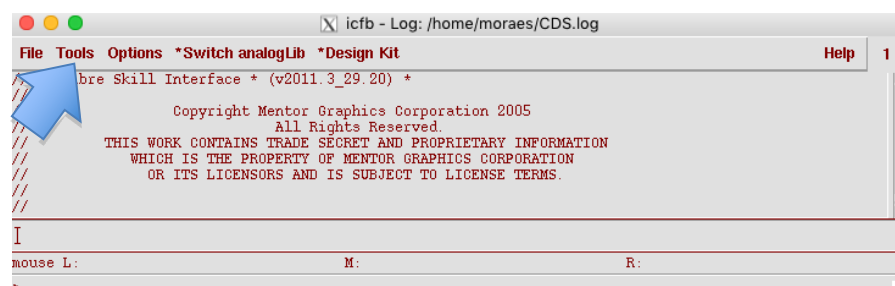 icfb - Log: /home/moraes/CDS.log
File Tools Options *Switch analogLib *Design Kit Help 1
// bre Skill Interface * (v2011.3_29.20) *
//
// Copyright Mentor Graphics Corporation 2005
// All Rights Reserved.
// THIS WORK CONTAINS TRADE SECRET AND PROPRIETARY INFORMATION
// WHICH IS THE PROPERTY OF MENTOR GRAPHICS CORPORATION
// OR ITS LICENSORS AND IS SUBJECT TO LICENSE TERMS.
//
//
mouse L: M: R: